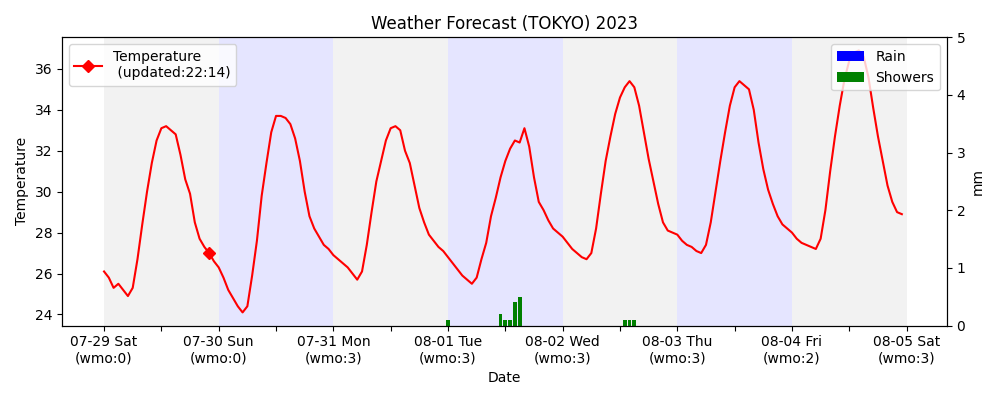 Weather Forecast (TOKYO) 2023
Temperature
(updated:22:14)
Rain
Showers
36
34
32
30
28
26
24
Temperature
5
4
3
2
1
0
mm
07-29 Sat
(wmo:0)
07-30 Sun
(wmo:0)
07-31 Mon
(wmo:3)
08-01 Tue
(wmo:3)
08-02 Wed
(wmo:3)
08-03 Thu
(wmo:3)
08-04 Fri
(wmo:2)
08-05 Sat
(wmo:3)
Date